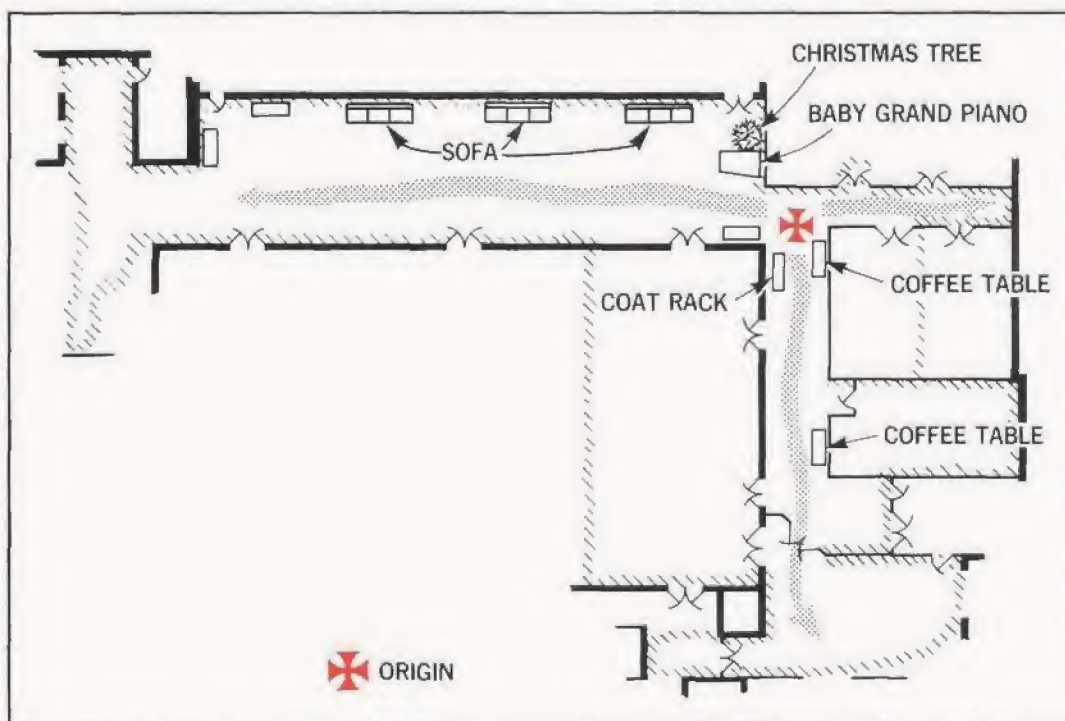 CHRISTMAS TREE
BABY GRAND PIANO
SOFA
COAT RACK
COFFEE TABLE
COFFEE TABLE
ORIGIN